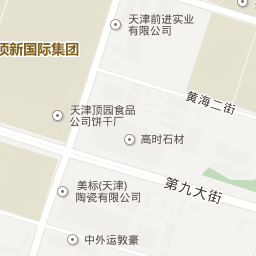 天津前进实业
有限公司
顶新国际集团
黄海二街
天津顶园食品
公司饼干厂
高时石材
美标(天津)
陶瓷有限公司
第九大街
中外运敦豪